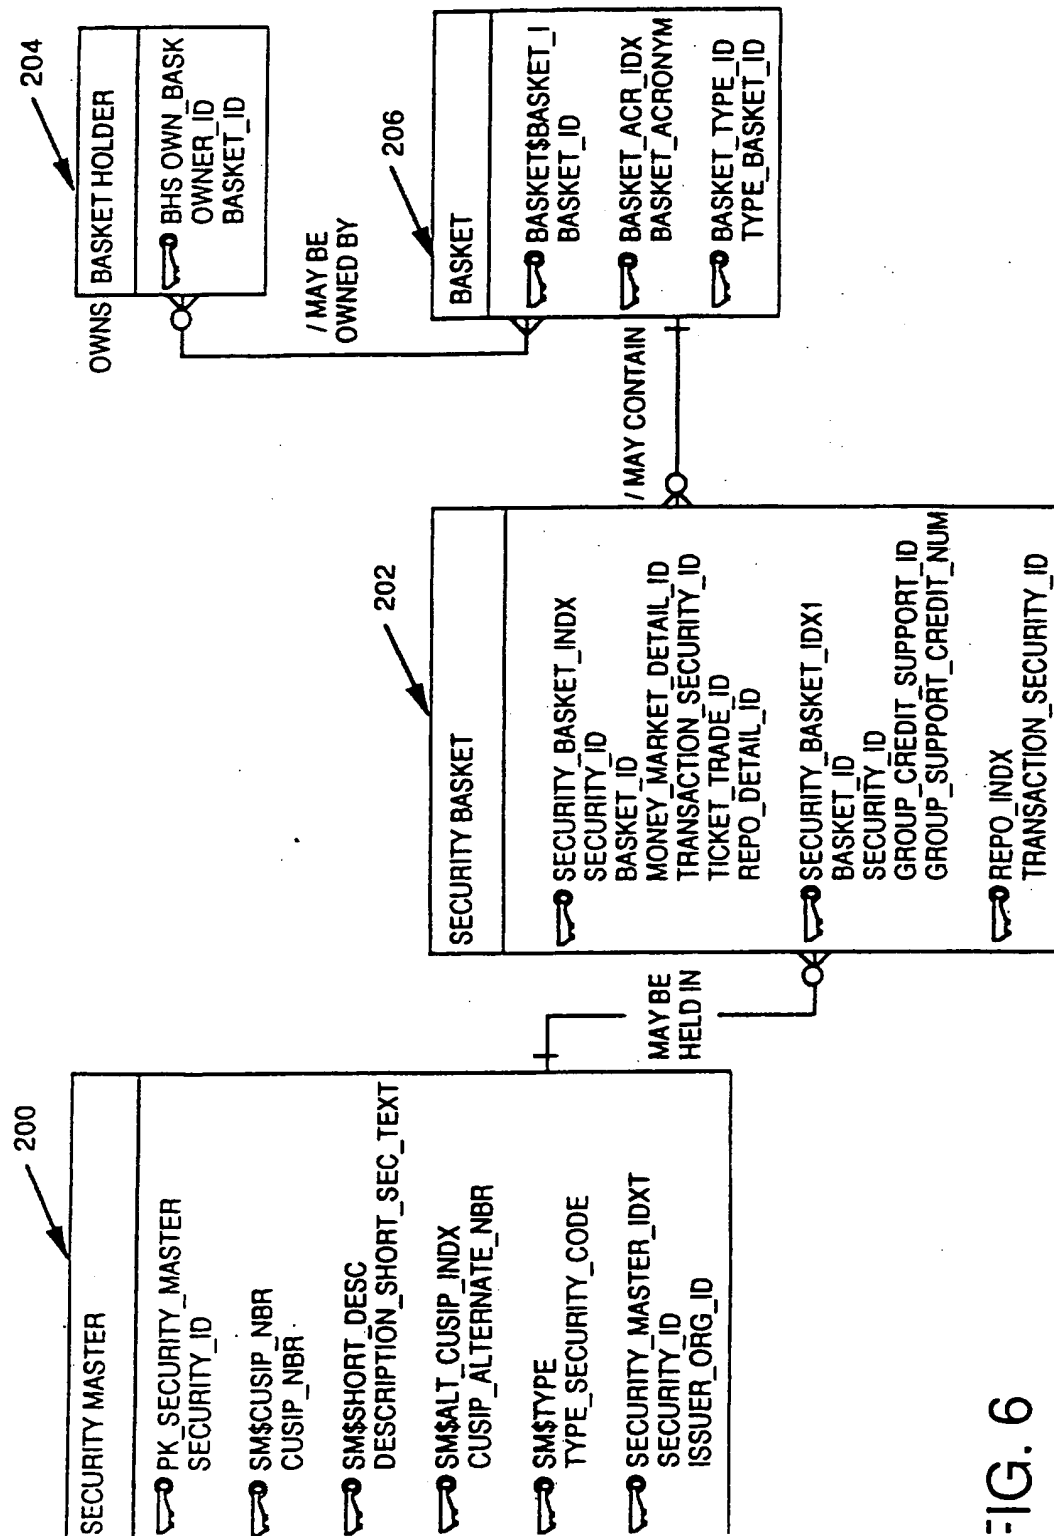 200
SECURITY MASTER
PK_SECURITY_MASTER
SECURITY_ID
SM$CUSIP_NBR
CUSIP_NBR
SM$SHORT_DESC
DESCRIPTION_SHORT_SEC_TEXT
SM$ALT_CUSIP_INDX
CUSIP_ALTERNATE_NBR
SM$TYPE
TYPE_SECURITY_CODE
SECURITY_MASTER_IDXT
SECURITY_ID
ISSUER_ORG_ID
MAY BE
HELD IN
202
SECURITY BASKET
SECURITY_BASKET_INDX
SECURITY_ID
BASKET_ID
MONEY_MARKET_DETAIL_ID
TRANSACTION_SECURITY_ID
TICKET_TRADE_ID
REPO_DETAIL_ID
SECURITY_BASKET_IDX1
BASKET_ID
SECURITY_ID
GROUP_CREDIT_SUPPORT_ID
GROUP_SUPPORT_CREDIT_NUM
REPO_INDX
TRANSACTION_SECURITY_ID
/ MAY CONTAIN
204
OWNS
BASKET HOLDER
BHS OWN_BASK
OWNER_ID
BASKET_ID
/ MAY BE
OWNED BY
206
BASKET
BASKET$BASKET_I
BASKET_ID
BASKET_ACR_IDX
BASKET_ACRONYM
BASKET_TYPE_ID
TYPE_BASKET_ID
FIG. 6